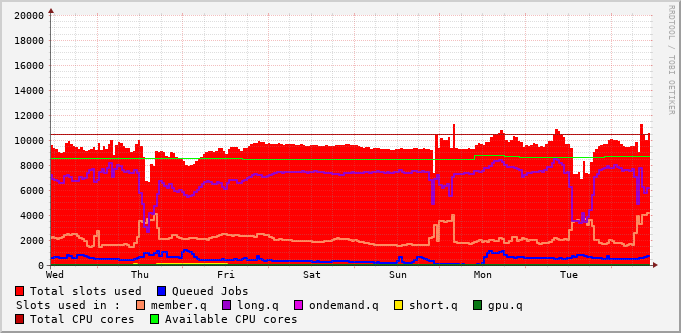 20000
18000
16000
14000
12000
10000
8000
6000
4000
2000
0
Wed Thu Fri Sat Sun Mon Tue
Total slots used Queued Jobs
Slots used in : member.q long.q ondemand.q short.q gpu.q
Total CPU cores Available CPU cores
RRDTOOL / TOBI OETIKER